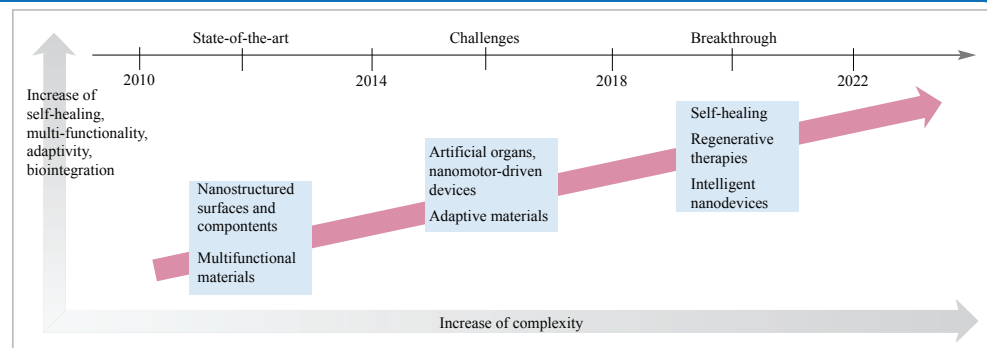 State-of-the-art Challenges Breakthrough
2010 2014 2018 2022
Increase of
self-healing,
multi-functionality,
adaptivity,
biointegration
Nanostructured
surfaces and
compontents
Multifunctional
materials
Artificial organs,
nanomotor-driven
devices
Adaptive materials
Self-healing
Regenerative
therapies
Intelligent
nanodevices
Increase of complexity